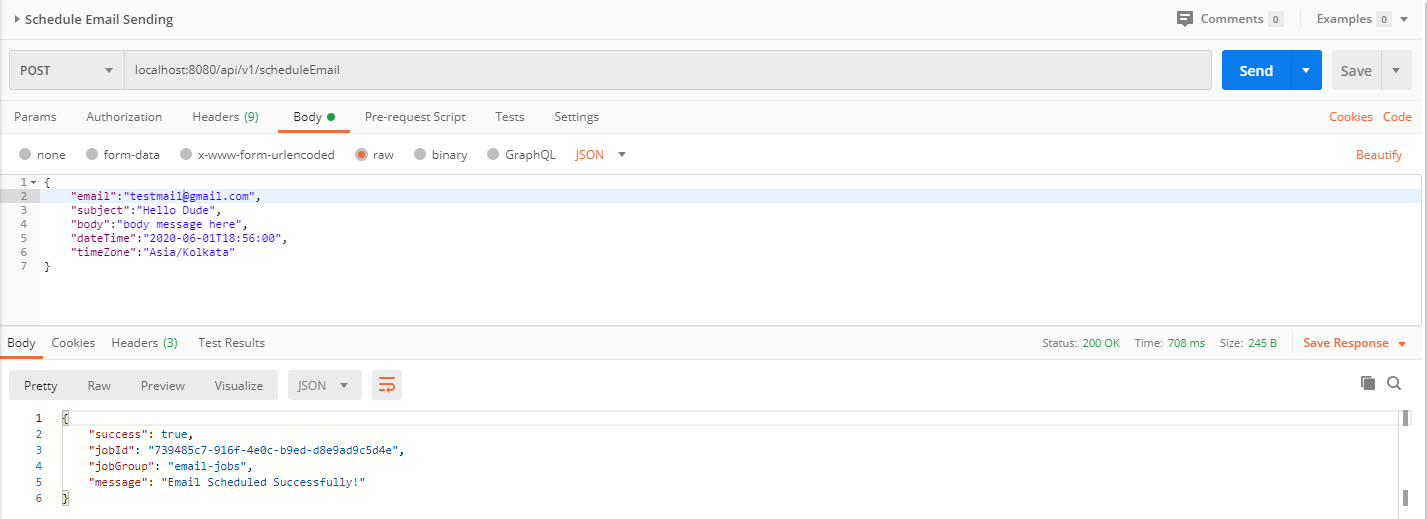 Schedule Email Sending Comments 0 Examples 0
POST localhost:8080/api/v1/scheduleEmail Send Save
Params Authorization Headers (9) Body Pre-request Script Tests Settings Cookies Code
none form-data x-www-form-urlencoded raw binary GraphQL JSON Beautify
1 {
2 "email":"testmail@gmail.com",
3 "subject":"Hello Dude",
4 "body":"body message here",
5 "dateTime":"2020-06-01T18:56:00",
6 "timeZone":"Asia/Kolkata"
7 }
Body Cookies Headers (3) Test Results Status: 200 OK Time: 708 ms Size: 245 B Save Response
Pretty Raw Preview Visualize JSON
1 {
2 "success": true,
3 "jobId": "739485c7-916f-4e0c-b9ed-d8e9ad9c5d4e",
4 "jobGroup": "email-jobs",
5 "message": "Email Scheduled Successfully!"
6 }